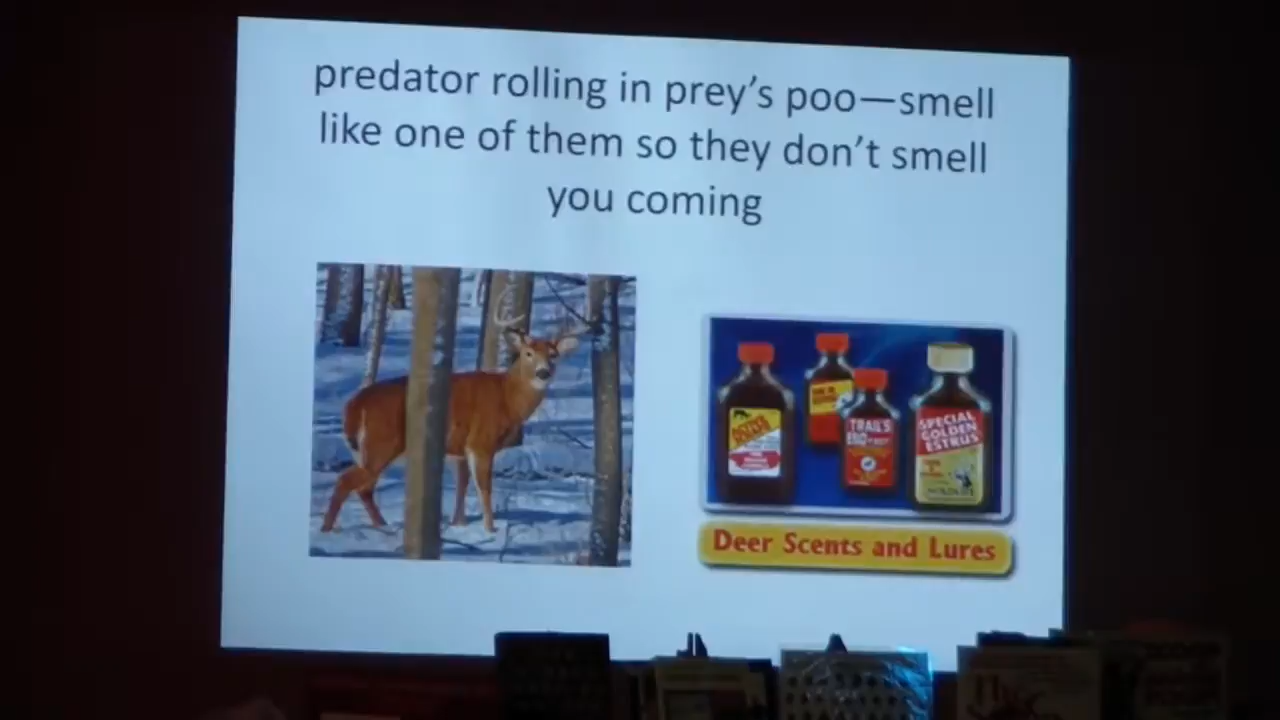 predator rolling in prey's poo—smell
like one of them so they don't smell
you coming
TRAIL'S
END
SPECIAL
GOLDEN
ESTRUS
Deer Scents and Lures